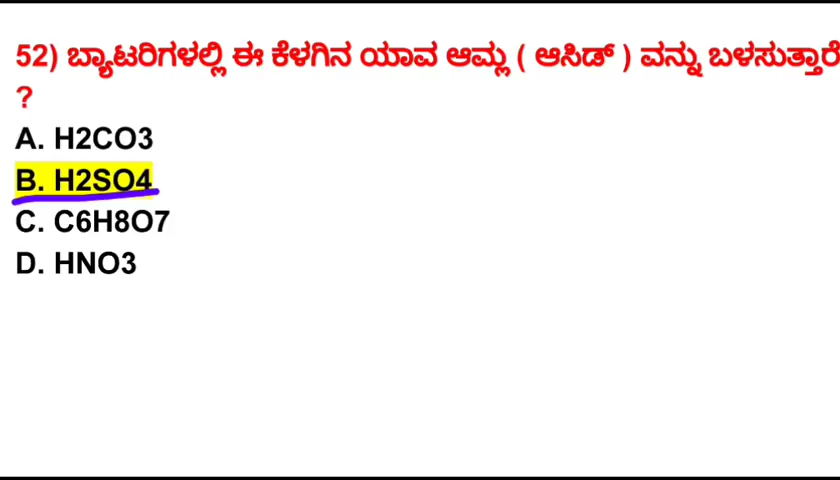 52) ಬ್ಯಾಟರಿಗಳಲ್ಲಿ ಈ ಕೆಳಗಿನ ಯಾವ ಆಮ್ಲ ( ಆಸಿಡ್ ) ವನ್ನು ಬಳಸುತ್ತಾರೆ
?
A. H2CO3
B. H2SO4
C. C6H8O7
D. HNO3